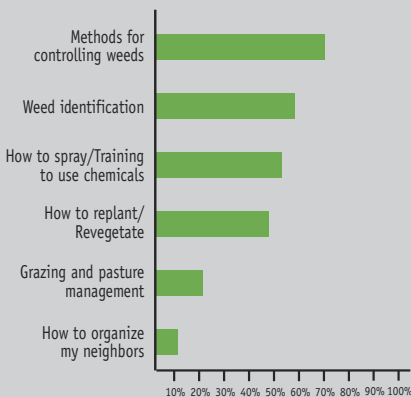 Methods for
controlling weeds
Weed identification
How to spray/Training
to use chemicals
How to replant/
Revegetate
Grazing and pasture
management
How to organize
my neighbors
10% 20% 30% 40% 50% 60% 70% 80% 90% 100%